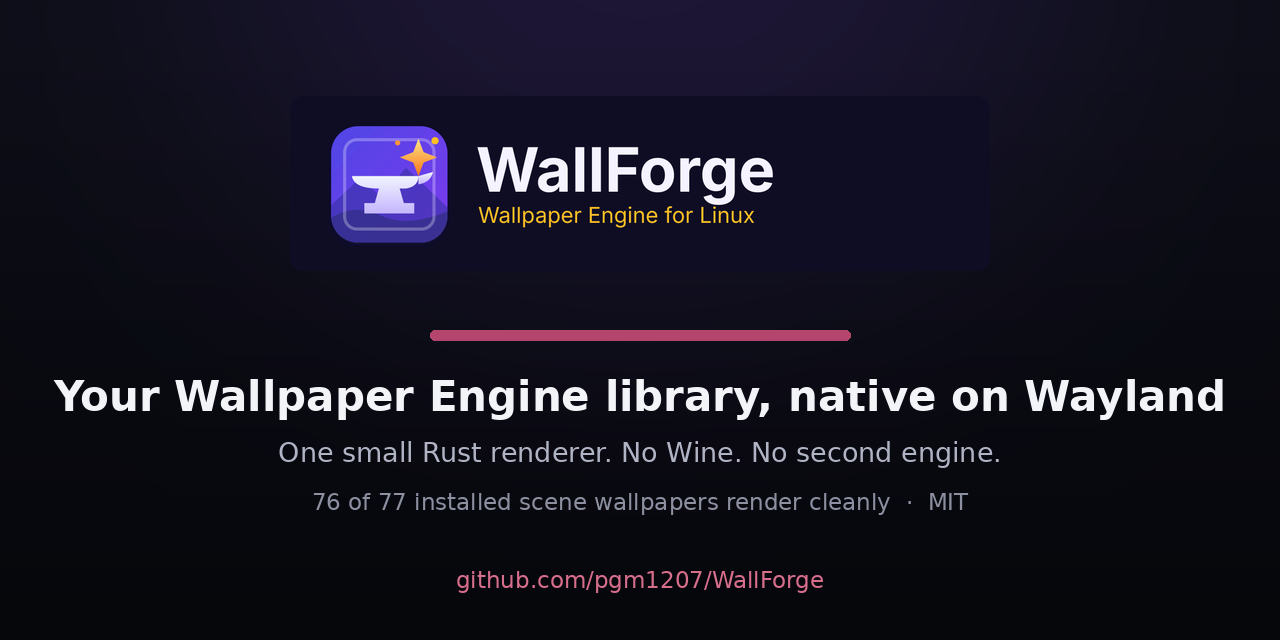 WallForge
Wallpaper Engine for Linux
Your Wallpaper Engine library, native on Wayland
One small Rust renderer. No Wine. No second engine.
76 of 77 installed scene wallpapers render cleanly · MIT
github.com/pgm1207/WallForge